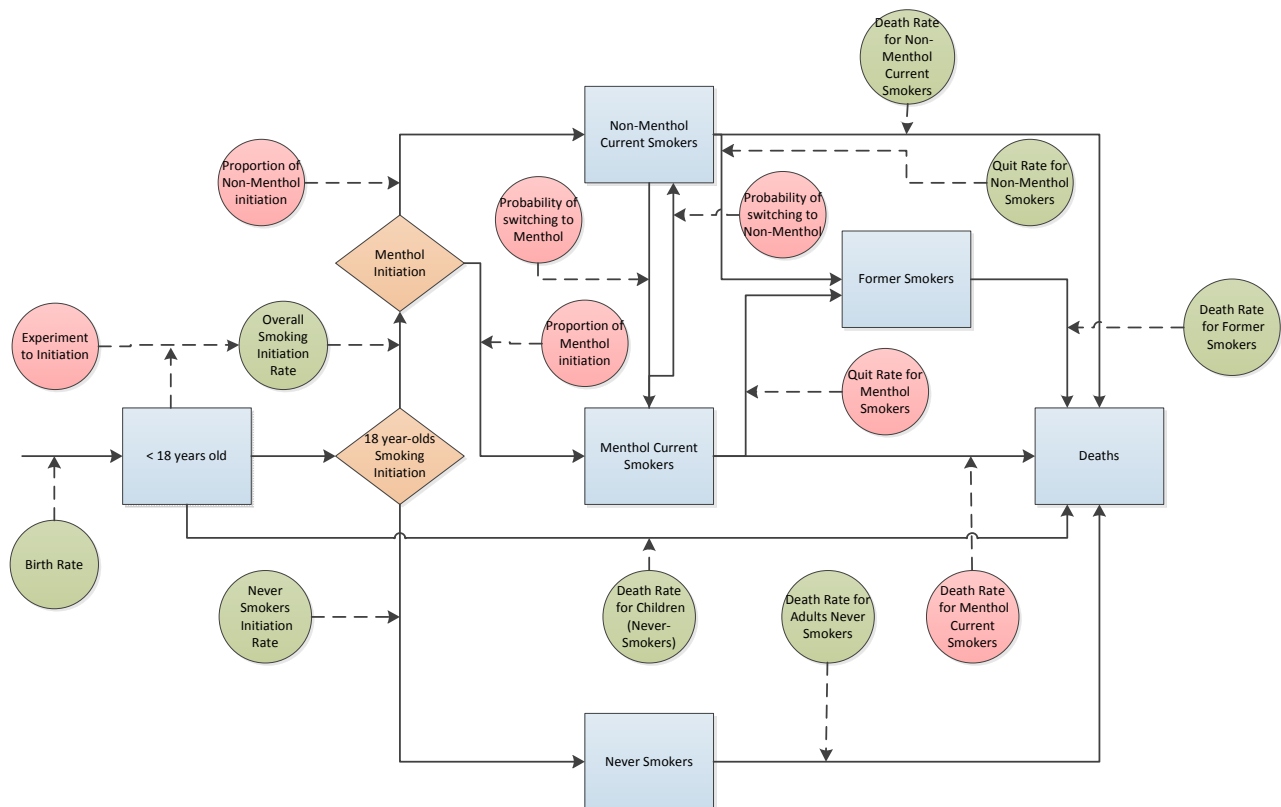 Death Rate
for Non-
Menthol
Current
Smokers
Non-Menthol
Current Smokers
Proportion of
Non-Menthol
initiation
Quit Rate for
Non-Menthol
Smokers
Probability of
switching to
Menthol
Probability of
switching to
Non-Menthol
Menthol
Initiation
Former Smokers
Experiment
to Initiation
Overall
Smoking
Initiation
Rate
Proportion of
Menthol
initiation
Death Rate
for Former
Smokers
Quit Rate for
Menthol
Smokers
< 18 years old
18 year-olds
Smoking
Initiation
Menthol Current
Smokers
Deaths
Birth Rate
Never
Smokers
Initiation
Rate
Death Rate
for Children
(Never-
Smokers)
Death Rate for
Adults Never
Smokers
Death Rate
for Menthol
Current
Smokers
Never Smokers